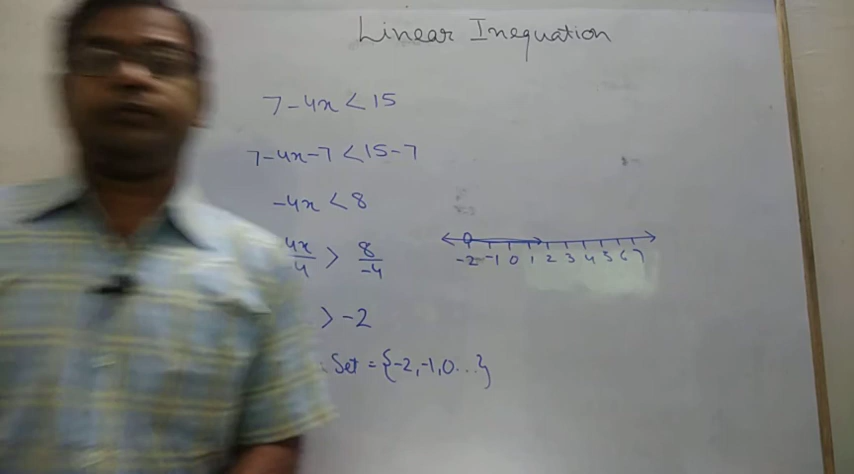 Linear Inequation
7-4x<15
7-4x-7<15-7
-4x<8
4x/4 > 8/-4
> -2
Set = {-2,-1,0...}
-2 -1 0 1 2 3 4 5 6 7